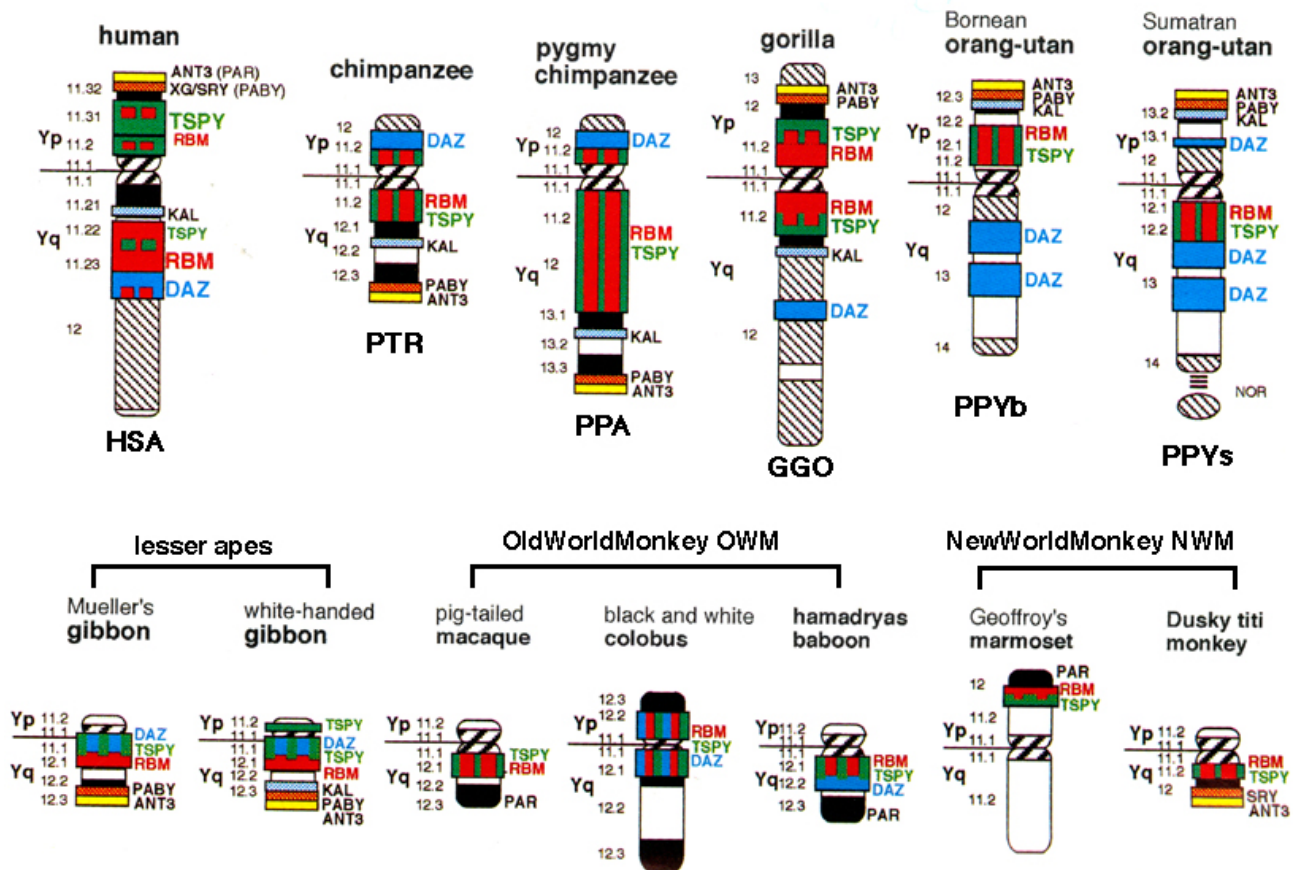 human
ANT3 (PAR)
XG/SRY (PABY)
11.32
11.31
TSPY
Yp
11.2
RBM
11.1
11.1
11.21
KAL
11.22
TSPY
Yq
RBM
11.23
DAZ
12
HSA
chimpanzee
12
DAZ
Yp 11.2
11.1
11.1
11.2
RBM
TSPY
12.1
Yq
12.2
KAL
12.3
PABY
ANT3
PTR
pygmy
chimpanzee
12
DAZ
Yp 11.2
11.1
11.1
11.2
RBM
TSPY
12
Yq
13.1
KAL
13.2
13.3
PABY
ANT3
PPA
gorilla
13
ANT3
PABY
12
Yp
TSPY
11.2
RBM
11.1
11.1
RBM
11.2
TSPY
KAL
Yq
DAZ
12
GGO
Bornean
orang-utan
ANT3
12.3
PABY
KAL
12.2
Yp
RBM
12.1
TSPY
11.2
11.1
11.1
12
DAZ
Yq
13
DAZ
14
PPYb
Sumatran
orang-utan
ANT3
PABY
13.2
KAL
13.1
Yp
DAZ
12
11.1
11.1
12.1
RBM
12.2
TSPY
Yq
DAZ
13
DAZ
14
NOR
PPYs
lesser apes
OldWorldMonkey OWM
NewWorldMonkey NWM
Mueller's
gibbon
Yp 11.2
11.1
DAZ
11.1
TSPY
12.1
RBM
Yq
12.2
PABY
12.3
ANT3
white-handed
gibbon
Yp 11.2
TSPY
11.1
11.1
DAZ
12.1
TSPY
Yq
12.2
RBM
12.3
KAL
PABY
ANT3
pig-tailed
macaque
Yp 11.2
11.1
11.1
TSPY
12.1
RBM
Yq
12.2
12.3
PAR
black and white
colobus
12.3
12.2
RBM
Yp
11.1
TSPY
11.1
DAZ
12.1
Yq
12.2
12.3
hamadryas
baboon
Yp 11.2
11.1
11.1
RBM
12.1
TSPY
Yq 12.2
DAZ
12.3
PAR
Geoffroy's
marmoset
PAR
12
RBM
TSPY
11.2
Yp
11.1
11.1
Yq
11.2
Dusky titi
monkey
Yp 11.2
11.1
11.1
RBM
11.2
TSPY
Yq
12
SRY
ANT3